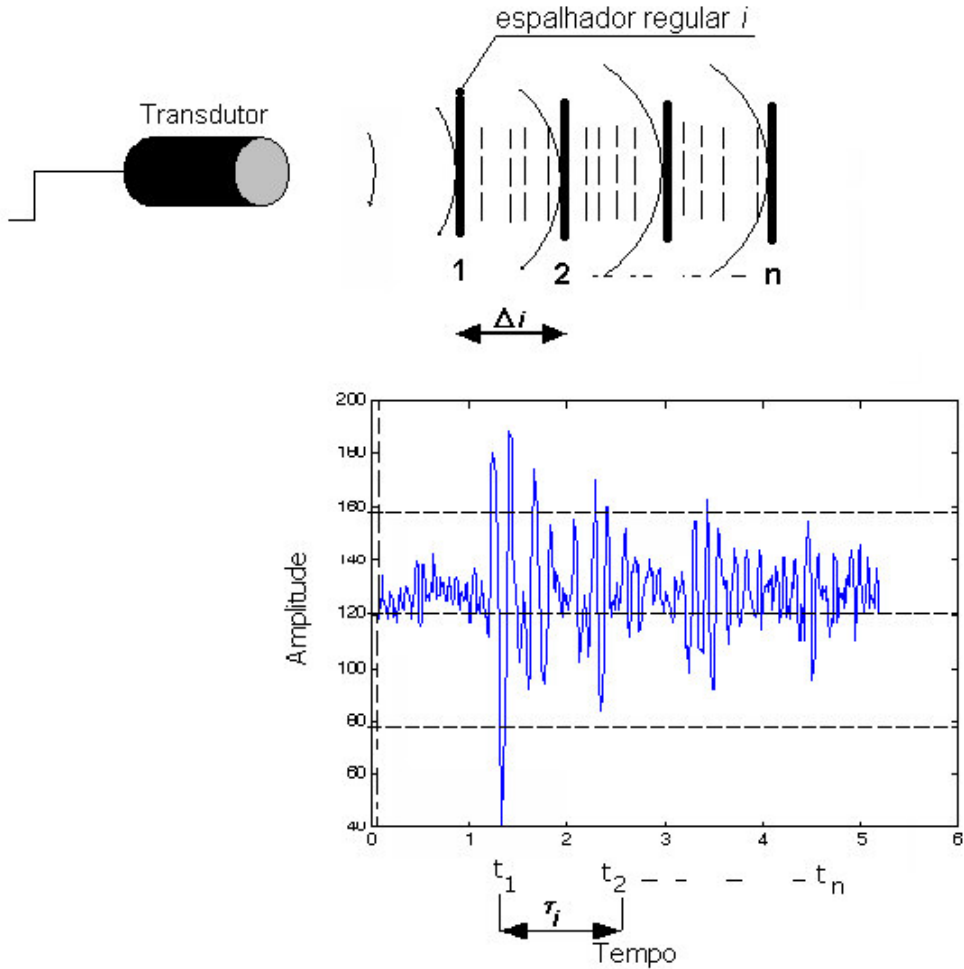 espalhador regular i
Transdutor
1 2 n
Δi
200
180
160
140
120
100
80
60
40
Amplitude
0 1 2 3 4 5 6
t1 t2 tn
τi
Tempo